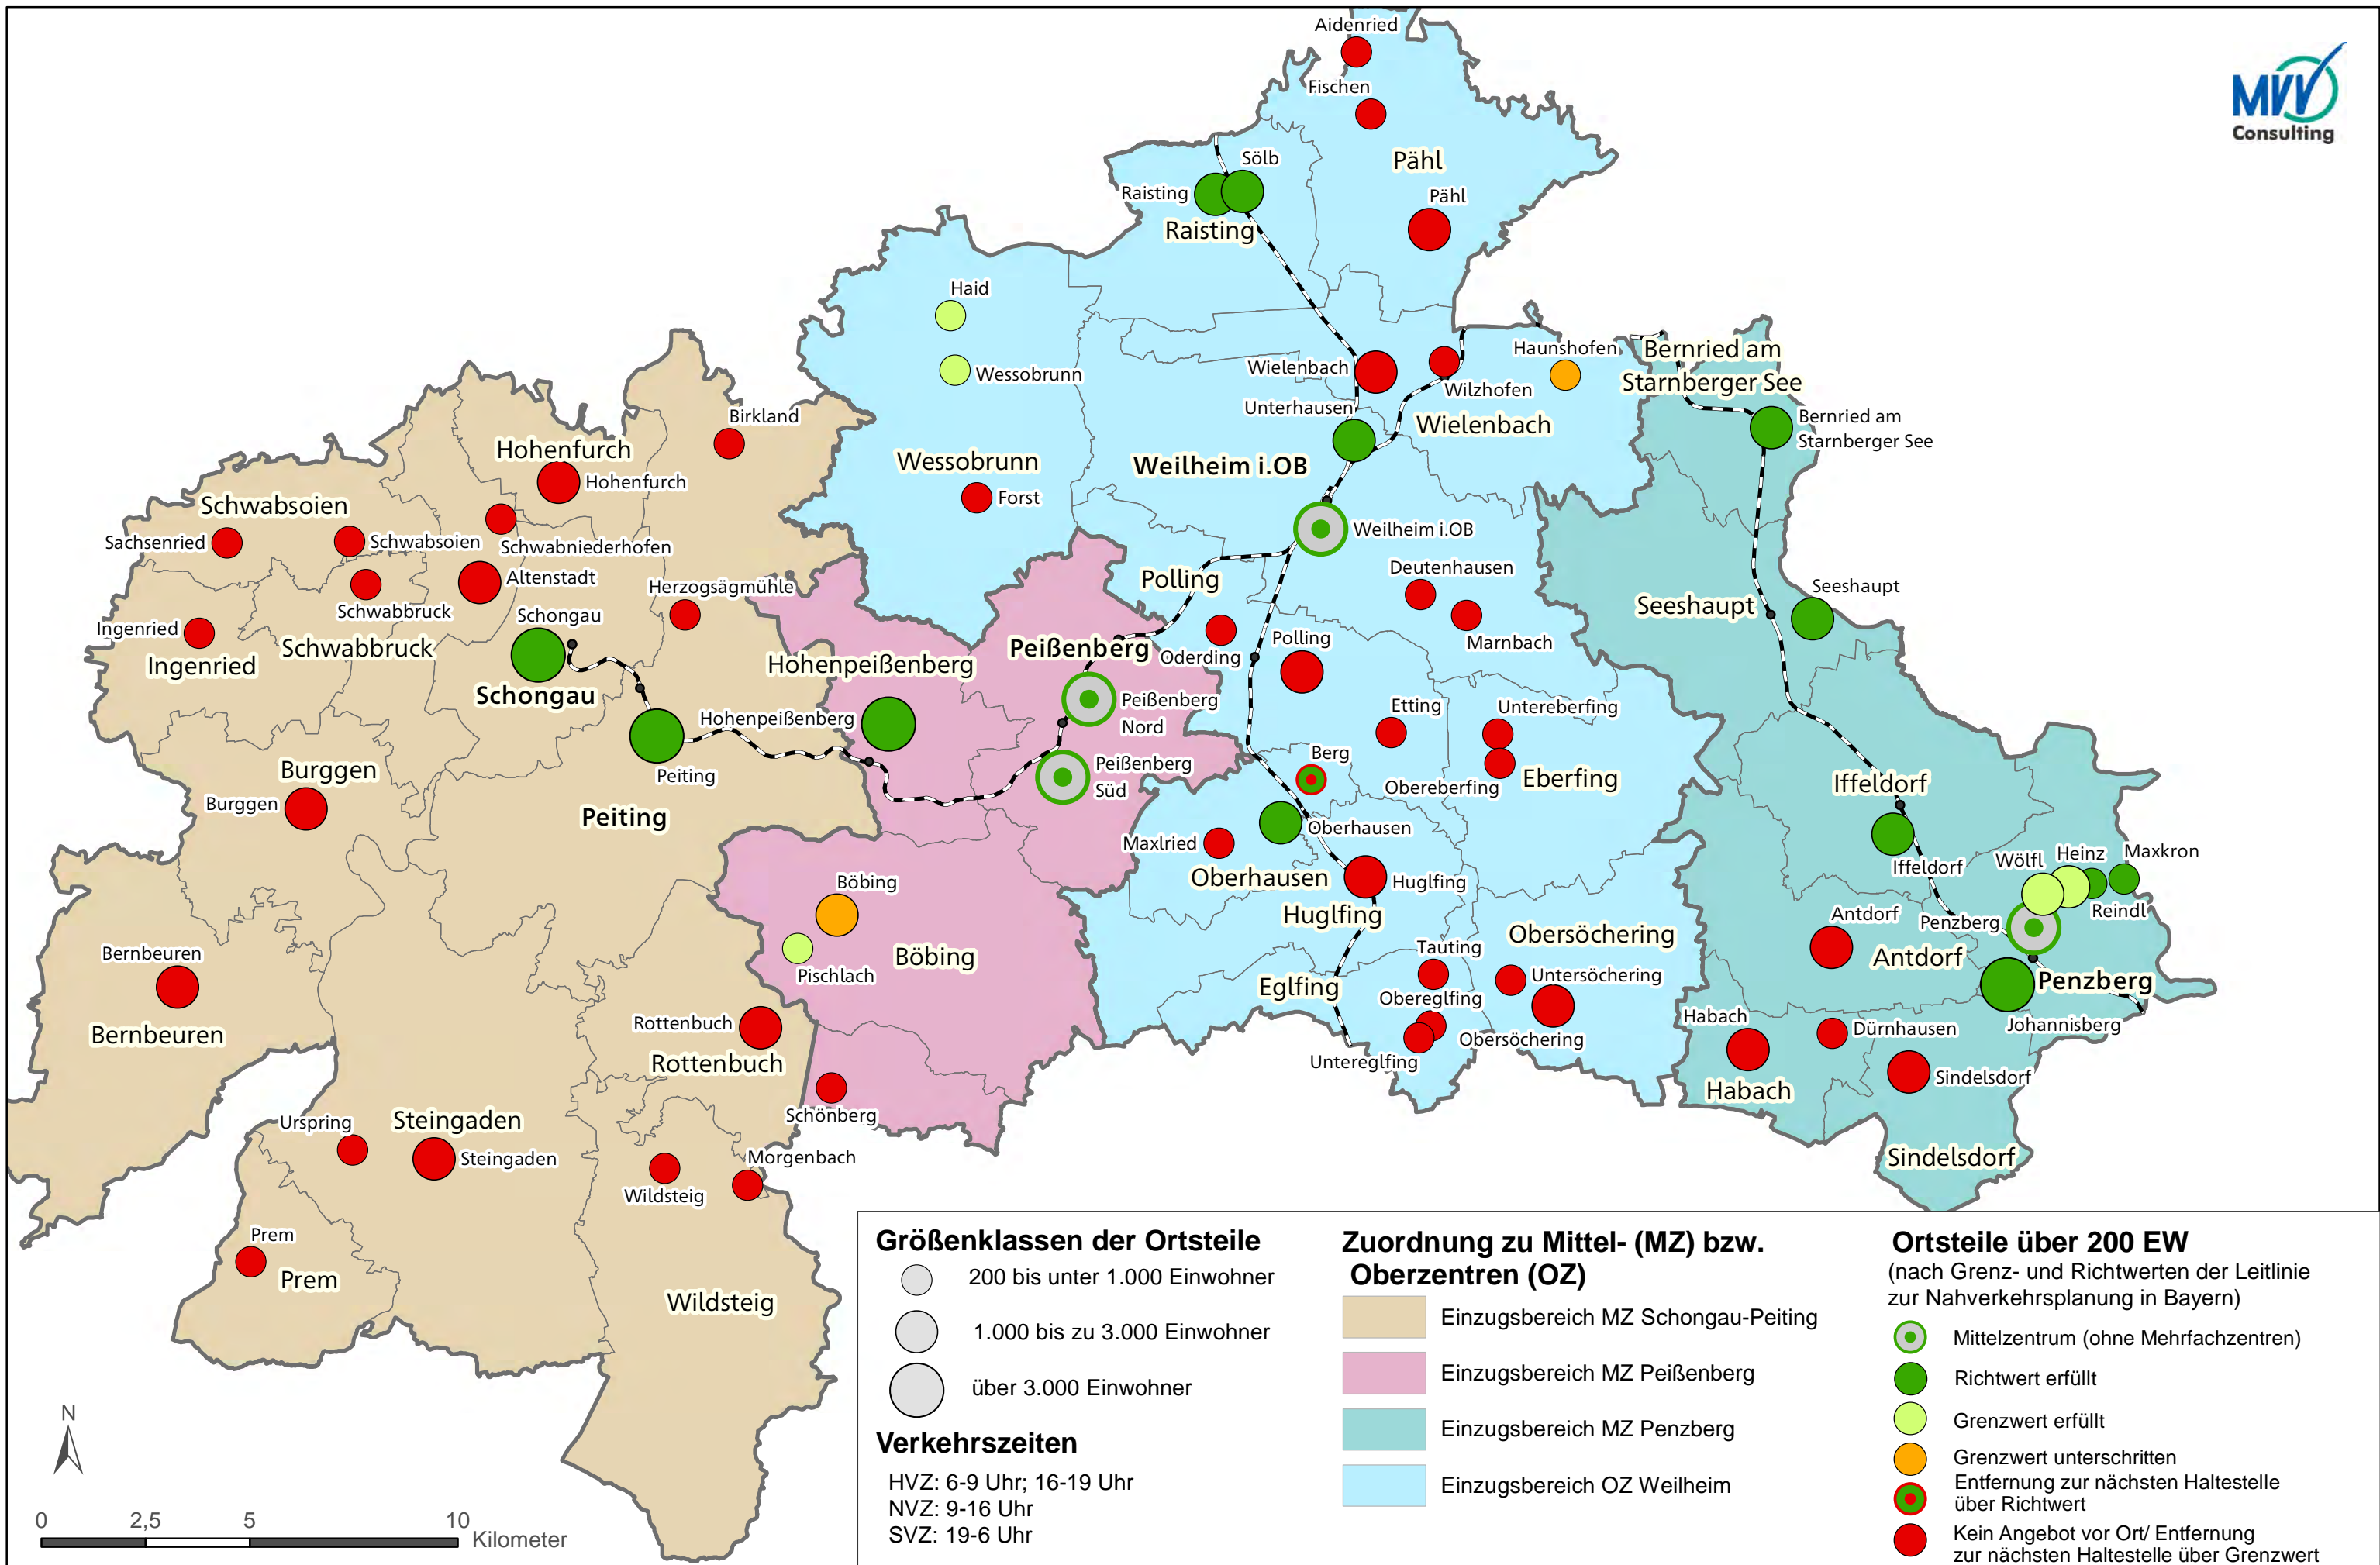 Aidenried
Fischen
MVV
Consulting
Sölb
Pähl
Raisting
Pähl
Raisting
Haid
Wessobrunn
Wielenbach
Wilzhofen
Haunshofen
Bernried am
Starnberger See
Unterhausen
Wielenbach
Bernried am
Starnberger See
Birkland
Hohenfurch
Hohenfurch
Wessobrunn
Weilheim i.OB
Forst
Schwabsoien
Sachsenried
Schwabsoien
Schwabniederhofen
Weilheim i.OB
Altenstadt
Schwabbruck
Herzogsägmühle
Polling
Deutenhausen
Seeshaupt
Seeshaupt
Schongau
Ingenried
Ingenried
Schwabbruck
Marnbach
Polling
Oderding
Peißenberg
Hohenpeißenberg
Schongau
Hohenpeißenberg
Peißenberg
Nord
Etting
Untereberfing
Peiting
Peißenberg
Süd
Berg
Obereberfing
Eberfing
Iffeldorf
Burggen
Burggen
Peiting
Oberhausen
Maxlried
Iffeldorf
Wölfl
Heinz
Maxkron
Oberhausen
Huglfing
Huglfing
Böbing
Reindl
Penzberg
Antdorf
Antdorf
Obersöchering
Pischlach
Böbing
Bernbeuren
Tauting
Untersöchering
Eglfing
Obereglfing
Penzberg
Bernbeuren
Rottenbuch
Rottenbuch
Obersöchering
Untereglfing
Habach
Dürnhausen
Johannisberg
Habach
Sindelsdorf
Schönberg
Urspring
Steingaden
Steingaden
Morgenbach
Wildsteig
Sindelsdorf
Prem
Prem
Wildsteig
Größenklassen der Ortsteile
200 bis unter 1.000 Einwohner
1.000 bis zu 3.000 Einwohner
über 3.000 Einwohner
Verkehrszeiten
HVZ: 6-9 Uhr; 16-19 Uhr
NVZ: 9-16 Uhr
SVZ: 19-6 Uhr
Zuordnung zu Mittel- (MZ) bzw.
Oberzentren (OZ)
Einzugsbereich MZ Schongau-Peiting
Einzugsbereich MZ Peißenberg
Einzugsbereich MZ Penzberg
Einzugsbereich OZ Weilheim
Ortsteile über 200 EW
(nach Grenz- und Richtwerten der Leitlinie
zur Nahverkehrsplanung in Bayern)
Mittelzentrum (ohne Mehrfachzentren)
Richtwert erfüllt
Grenzwert erfüllt
Grenzwert unterschritten
Entfernung zur nächsten Haltestelle
über Richtwert
Kein Angebot vor Ort/ Entfernung
zur nächsten Haltestelle über Grenzwert
N
0 2,5 5 10
Kilometer